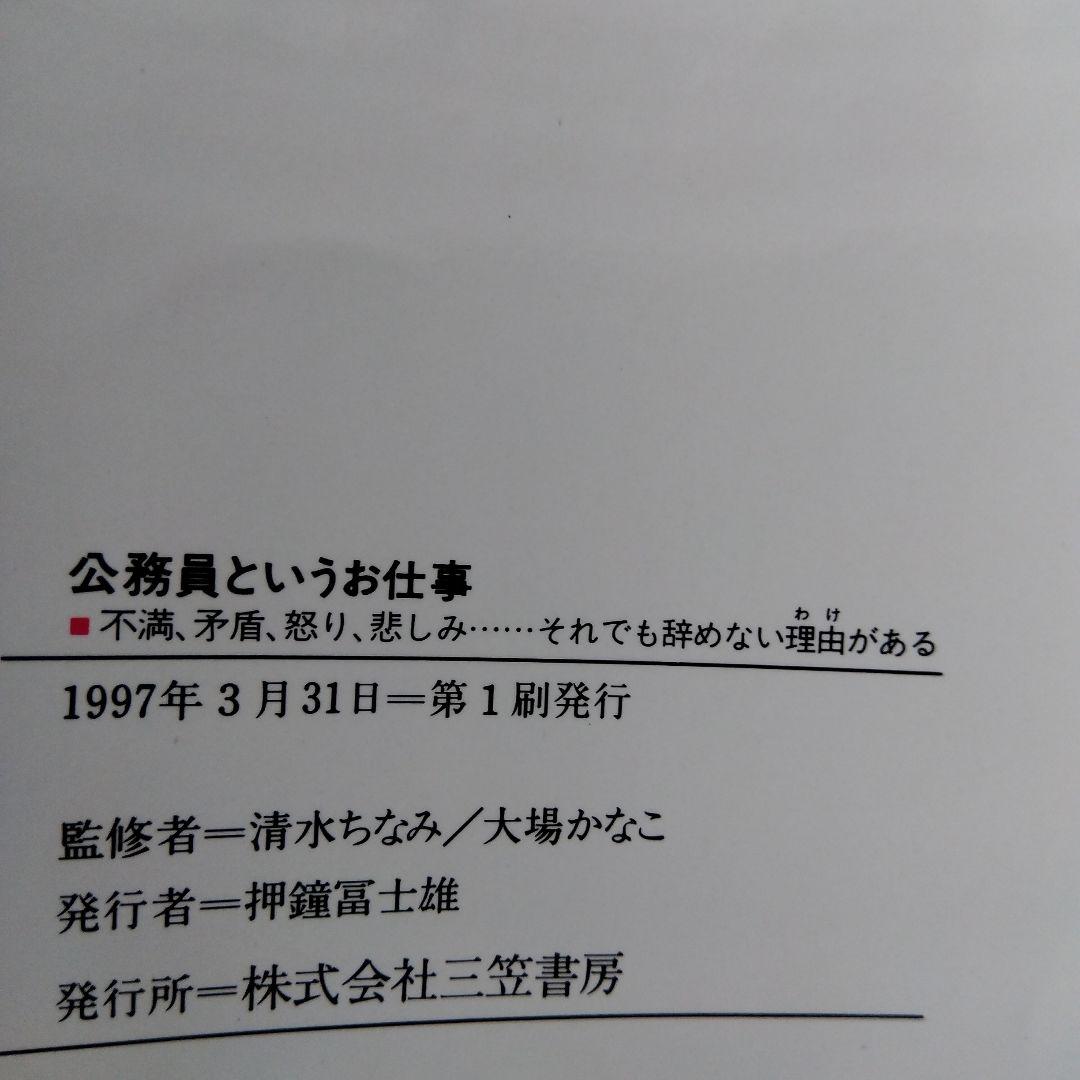 公務員というお仕事
■不満、矛盾、怒り、悲しみ……それでも辞めない理由がある
わけ
1997年3月31日＝第1刷発行
監修者＝清水ちなみ／大場かなこ
発行者＝押鐘冨士雄
発行所＝株式会社三笠書房